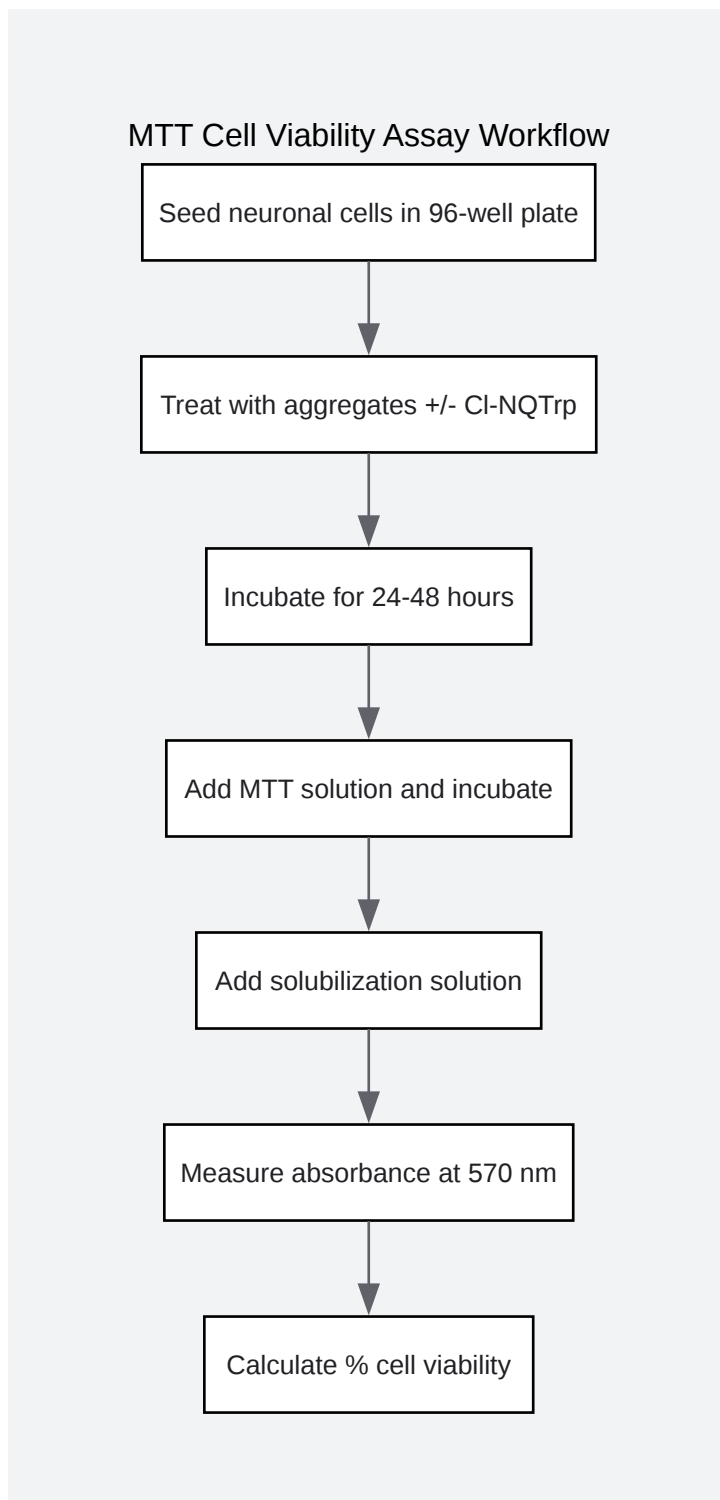 MTT Cell Viability Assay Workflow
Seed neuronal cells in 96-well plate
Treat with aggregates +/- Cl-NQTrp
Incubate for 24-48 hours
Add MTT solution and incubate
Add solubilization solution
Measure absorbance at 570 nm
Calculate % cell viability